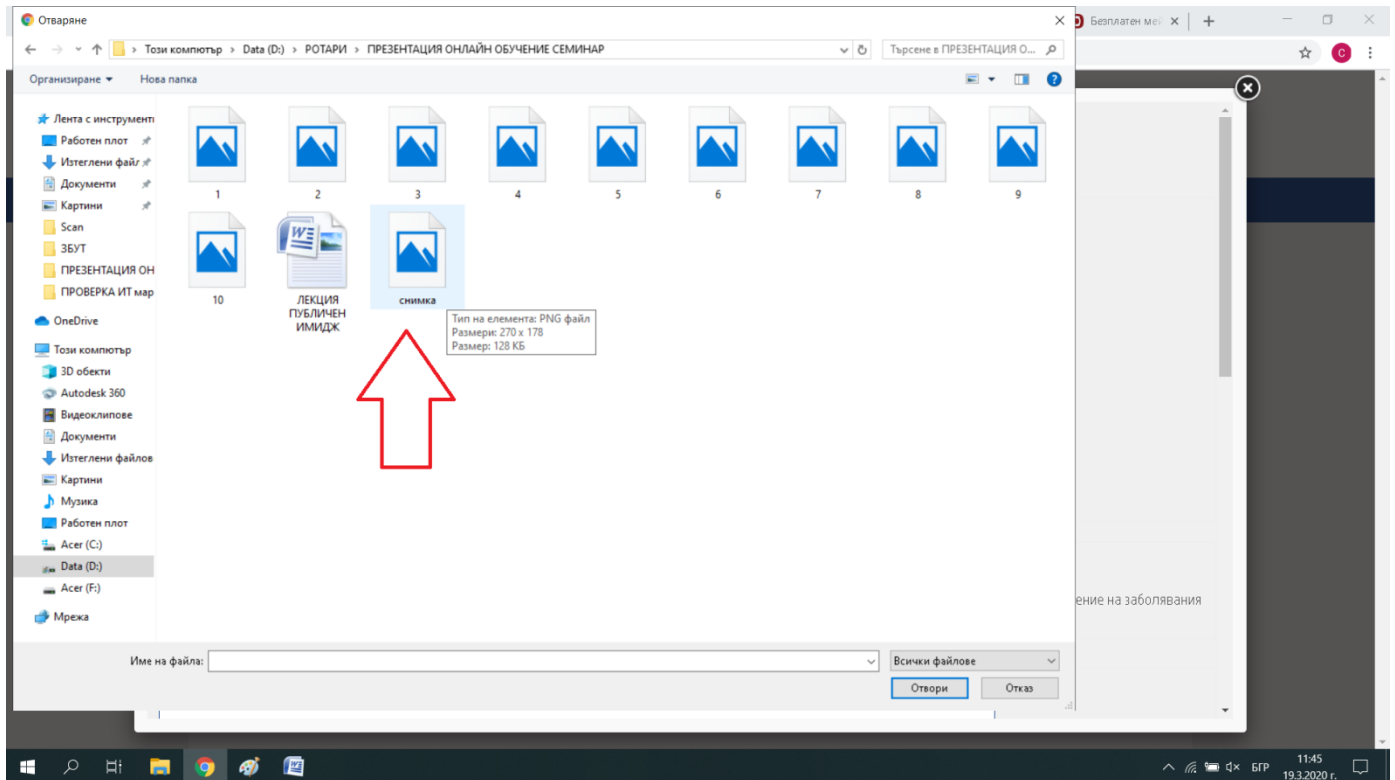 Отваряне
Безплатен мей
Този компютър > Data (D:) > РОТАРИ > ПРЕЗЕНТАЦИЯ ОНЛАЙН ОБУЧЕНИЕ СЕМИНАР
Търсене в ПРЕЗЕНТАЦИЯ О...
С
Организиране
Нова папка
Лента с инструменти
Работен плот
Изтеглени файл
Документи
Картини
Scan
ЗБУТ
ПРЕЗЕНТАЦИЯ ОН
ПРОВЕРКА ИТ мар
OneDrive
Този компютър
3D обекти
Autodesk 360
Видеоклипове
Документи
Изтеглени файлов
Картини
Музика
Работен плот
Acer (C:)
Data (D:)
Acer (F:)
Мрежа
1
2
3
4
5
6
7
8
9
10
ЛЕКЦИЯ
ПУБЛИЧЕН
ИМИДЖ
снимка
Тип на елемента: PNG файл
Размери: 270 x 178
Размер: 128 КБ
ение на заболявания
Име на файла:
Всички файлове
Отвори
Отказ
БГР
11:45
19.3.2020 г.